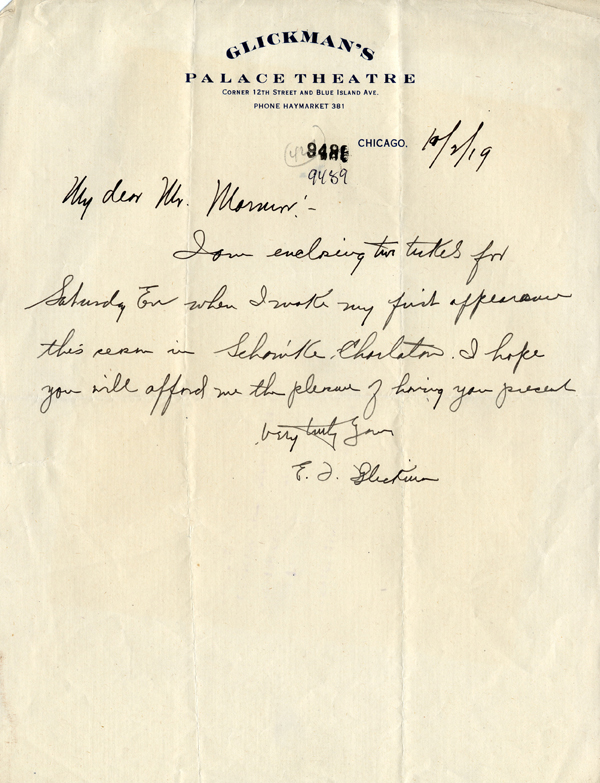 GLICKMAN'S
PALACE THEATRE
CORNER 12TH STREET AND BLUE ISLAND AVE.
PHONE HAYMARKET 381
CHICAGO. 10/2/19
9489
My dear Mr. :-
I am enclosing two tickets for
Saturday Eve when I make my first appearance
this season in Charlaton. I hope
you will afford me the pleasure of having you present
Very truly Yours
E. Glickman